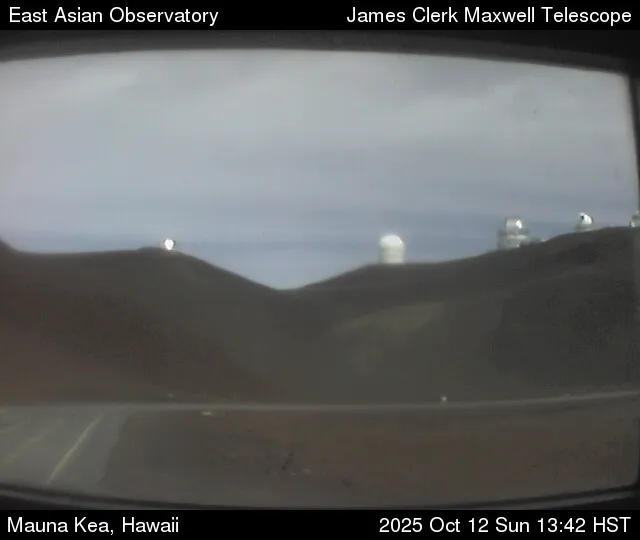 East Asian Observatory
James Clerk Maxwell Telescope
Mauna Kea, Hawaii
2025 Oct 12 Sun 13:42 HST